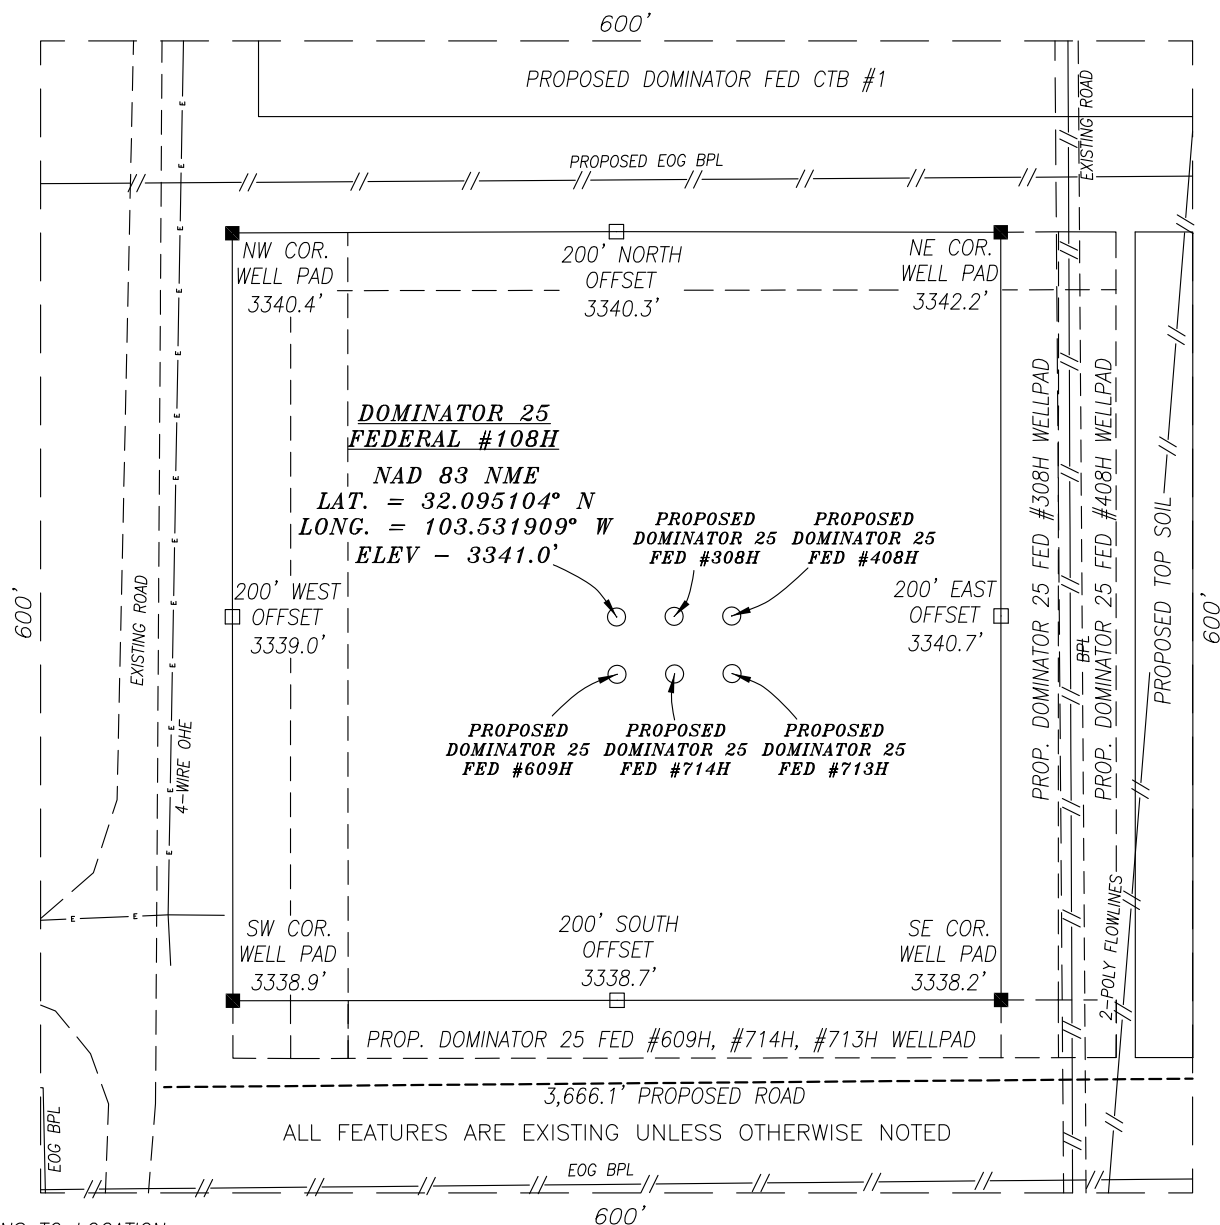 600'
PROPOSED DOMINATOR FED CTB #1
EXISTING ROAD
PROPOSED EOG BPL
NW COR.
WELL PAD
3340.4'
200' NORTH
OFFSET
3340.3'
NE COR.
WELL PAD
3342.2'
DOMINATOR 25
FEDERAL #108H
NAD 83 NME
LAT. = 32.095104° N
LONG. = 103.531909° W
ELEV - 3341.0'
PROPOSED
DOMINATOR 25
FED #308H
PROPOSED
DOMINATOR 25
FED #408H
600'
EXISTING ROAD
200' WEST
OFFSET
3339.0'
200' EAST
OFFSET
3340.7'
PROP. DOMINATOR 25 FED #308H WELLPAD
BPL
PROP. DOMINATOR 25 FED #408H WELLPAD
PROPOSED TOP SOIL
600'
4-WIRE OHE
PROPOSED
DOMINATOR 25
FED #609H
PROPOSED
DOMINATOR 25
FED #714H
PROPOSED
DOMINATOR 25
FED #713H
SW COR.
WELL PAD
3338.9'
200' SOUTH
OFFSET
3338.7'
SE COR.
WELL PAD
3338.2'
2-POLY FLOWLINES
PROP. DOMINATOR 25 FED #609H, #714H, #713H WELLPAD
3,666.1' PROPOSED ROAD
EOG BPL
ALL FEATURES ARE EXISTING UNLESS OTHERWISE NOTED
EOG BPL
600'